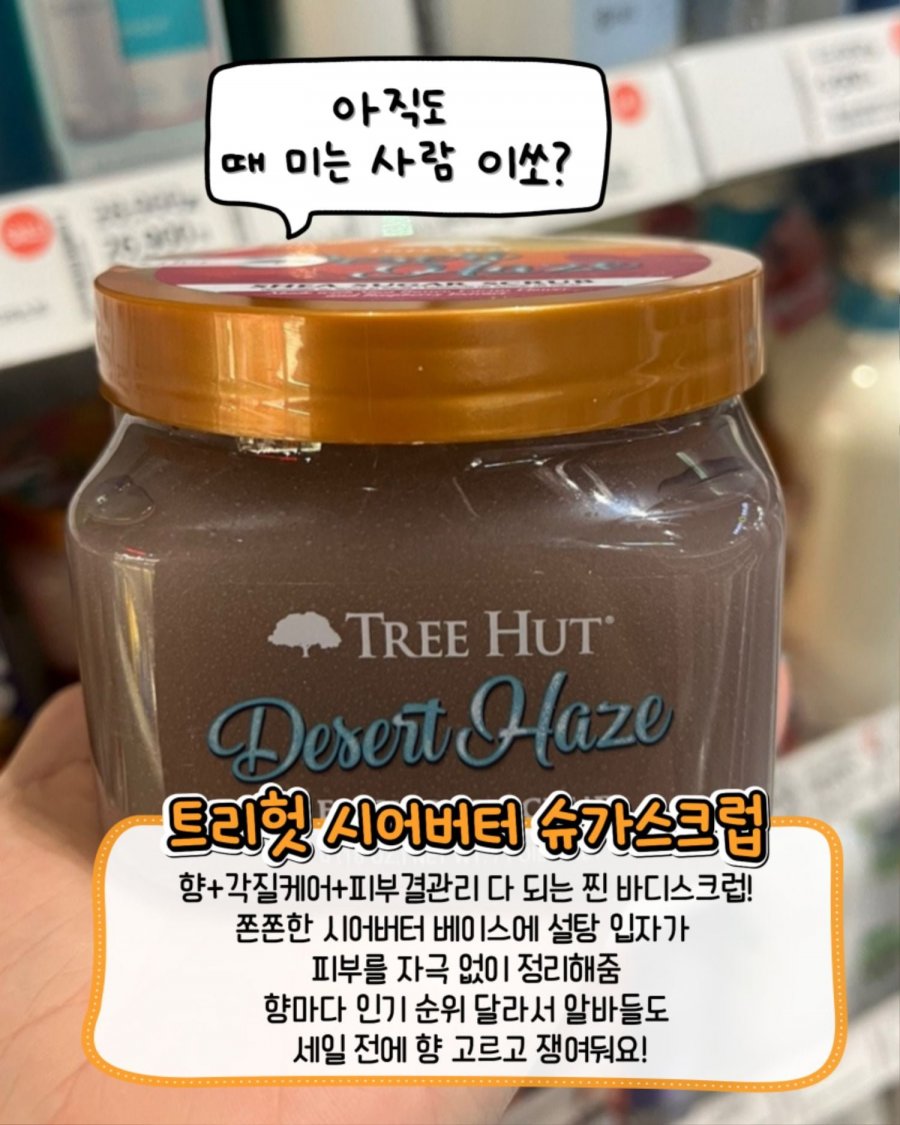 아직도
때 미는 사람 이쏘?
25,900
Desert Haze
SHEA SUGAR SCRUB
TREE HUT
Desert Haze
트리헛 시어버터 슈가스크럽
향+각질케어+피부결관리 다 되는 찐 바디스크럽!
쫀쫀한 시어버터 베이스에 설탕 입자가
피부를 자극 없이 정리해줌
향마다 인기 순위 달라서 알바들도
세일 전에 향 고르고 쟁여둬요!